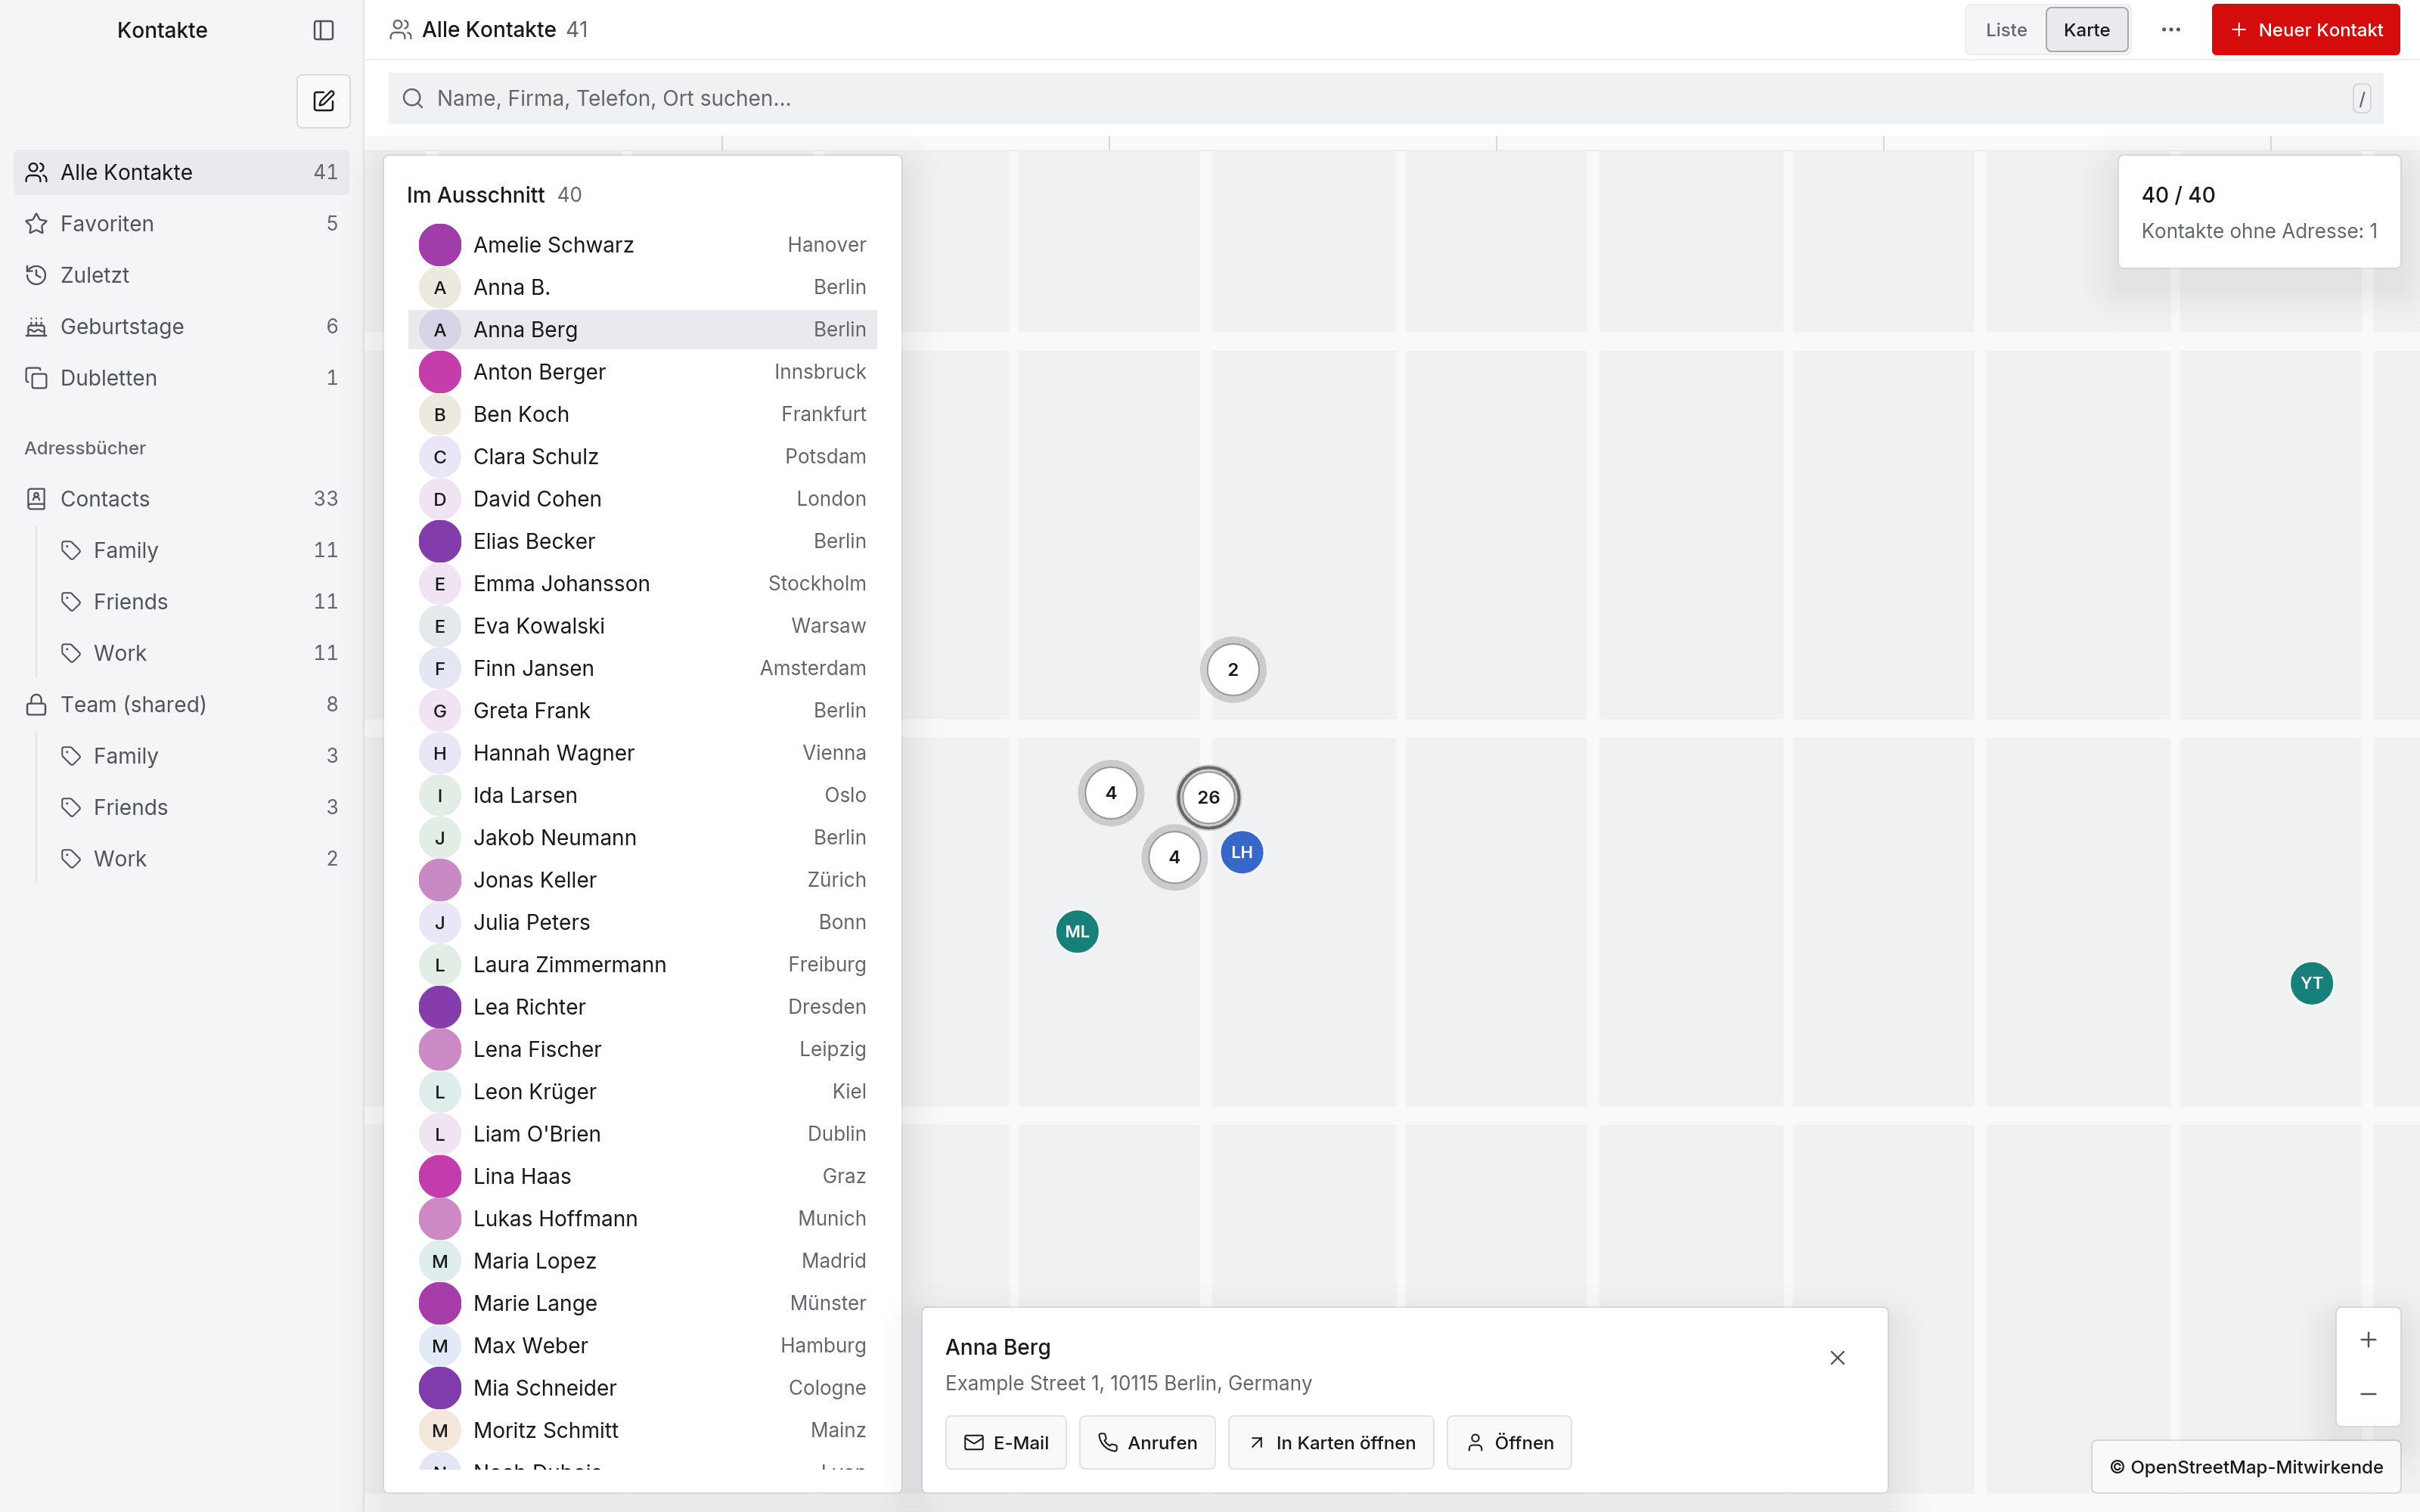 Kontakte
Alle Kontakte 41
Favoriten 5
Zuletzt
Geburtstage 6
Dubletten 1
Adressbücher
Contacts 33
Family 11
Friends 11
Work 11
Team (shared) 8
Family 3
Friends 3
Work 2
Alle Kontakte 41
Liste
Karte
Neuer Kontakt
Name, Firma, Telefon, Ort suchen...
/
Im Ausschnitt 40
Amelie Schwarz Hanover
A Anna B. Berlin
A Anna Berg Berlin
Anton Berger Innsbruck
B Ben Koch Frankfurt
C Clara Schulz Potsdam
D David Cohen London
Elias Becker Berlin
E Emma Johansson Stockholm
E Eva Kowalski Warsaw
F Finn Jansen Amsterdam
G Greta Frank Berlin
H Hannah Wagner Vienna
I Ida Larsen Oslo
J Jakob Neumann Berlin
Jonas Keller Zürich
J Julia Peters Bonn
L Laura Zimmermann Freiburg
Lea Richter Dresden
Lena Fischer Leipzig
L Leon Krüger Kiel
L Liam O'Brien Dublin
Lina Haas Graz
Lukas Hoffmann Munich
M Maria Lopez Madrid
Marie Lange Münster
M Max Weber Hamburg
Mia Schneider Cologne
M Moritz Schmitt Mainz
40 / 40
Kontakte ohne Adresse: 1
2
4
26
4
LH
ML
YT
Anna Berg
Example Street 1, 10115 Berlin, Germany
E-Mail
Anrufen
In Karten öffnen
Öffnen
© OpenStreetMap-Mitwirkende